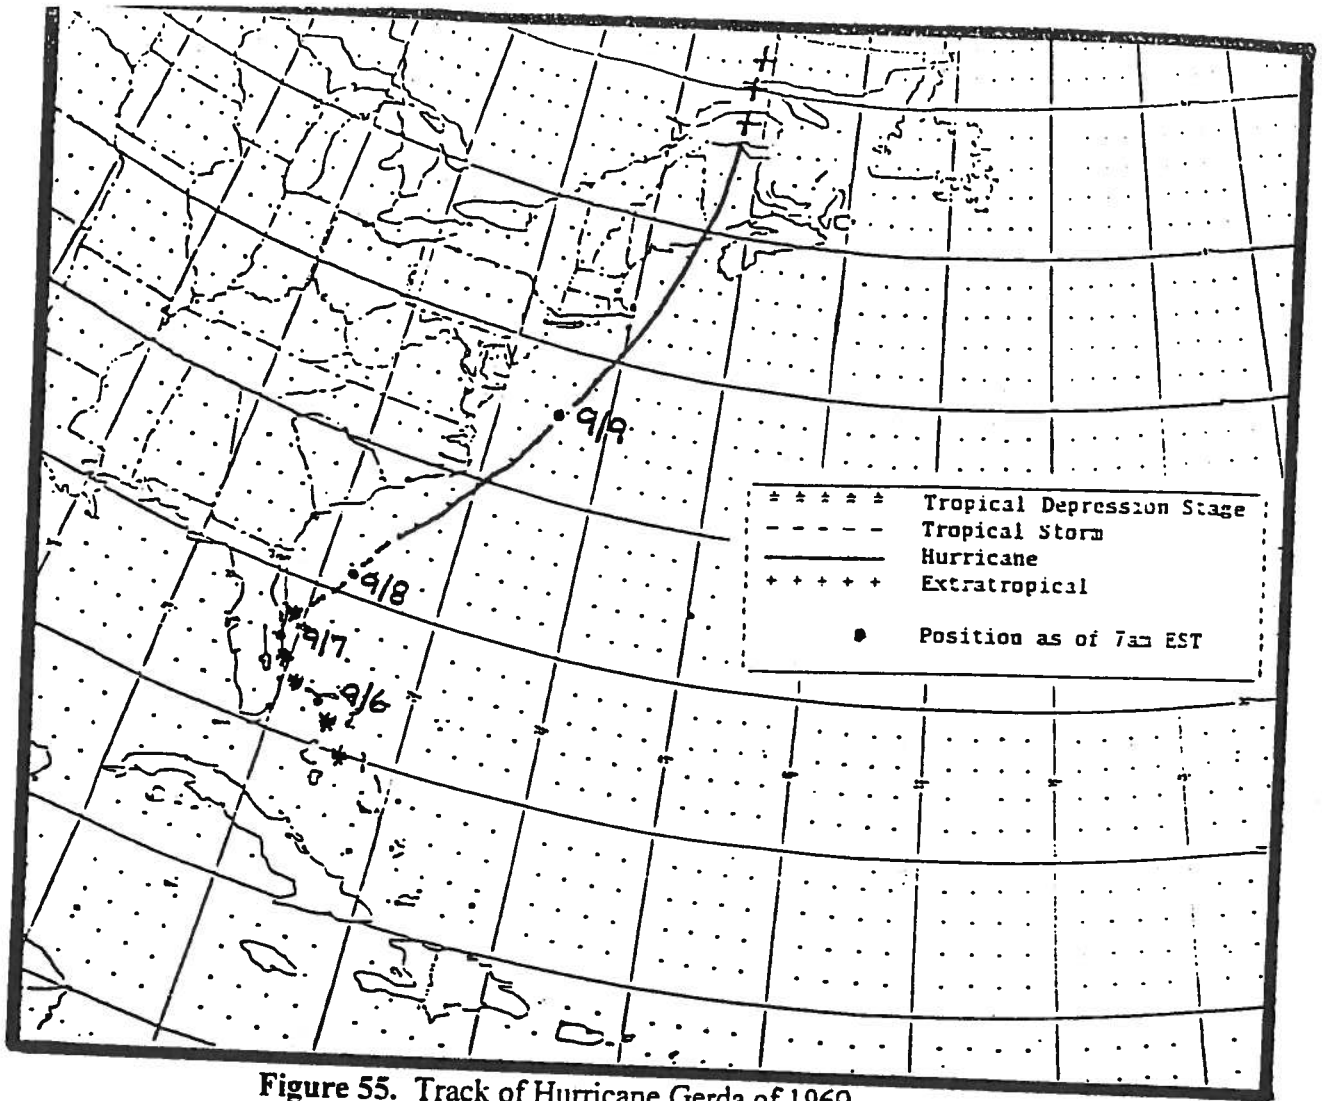 9/9
9/8
9/7
9/6
Tropical Depression Stage
Tropical Storm
Hurricane
Extratropical
Position as of 7am EST
Figure 55. Track of Hurricane Gerda of 1969